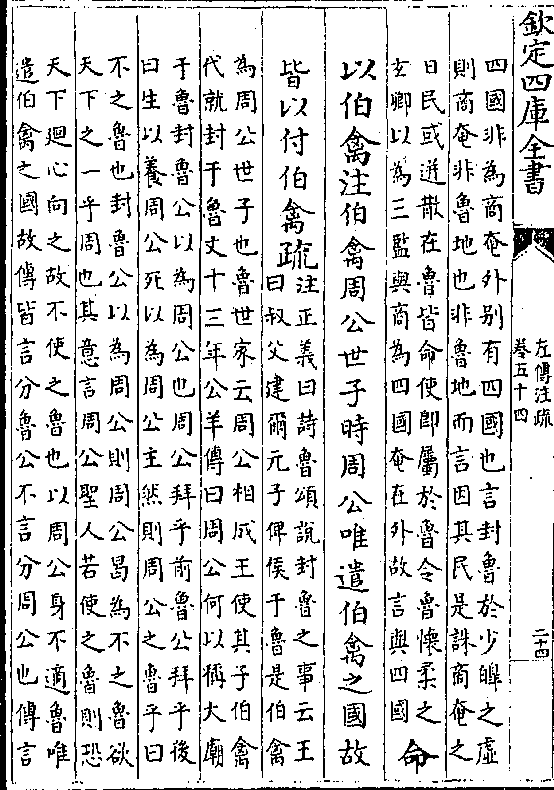 欽定四庫全書
左傳注疏
卷五十四
二十四
四國非為商奄外别有四國也言封魯於少皞之虛
則商奄非魯地也非魯地而言因其民是誅商奄之
日民或迸散在魯皆命使即屬於魯令魯懷柔之
玄卿以為三監與商為四國奄在外故言與四國
命
以伯禽注伯禽周公世子時周公唯遣伯禽之國故
皆以付伯禽疏
注正義曰詩魯頌説封魯之事云王
曰叔父建爾元子俾侯于魯是伯禽
為周公世子也魯世家云周公相成王使其子伯禽
代就封于魯文十三年公羊傳曰周公何以稱大廟
于魯封魯公以為周公也周公拜乎前魯公拜乎後
曰生以養周公死以為周公主然則周公之魯乎曰
不之魯也封魯公以為周公則周公曷為不之魯欲
天下之一乎周也其意言周公聖人若使之魯則恐
天下廻心向之故不使之魯也以周公身不適魯唯
遣伯禽之國故傳皆言分魯公不言分周公也傳言